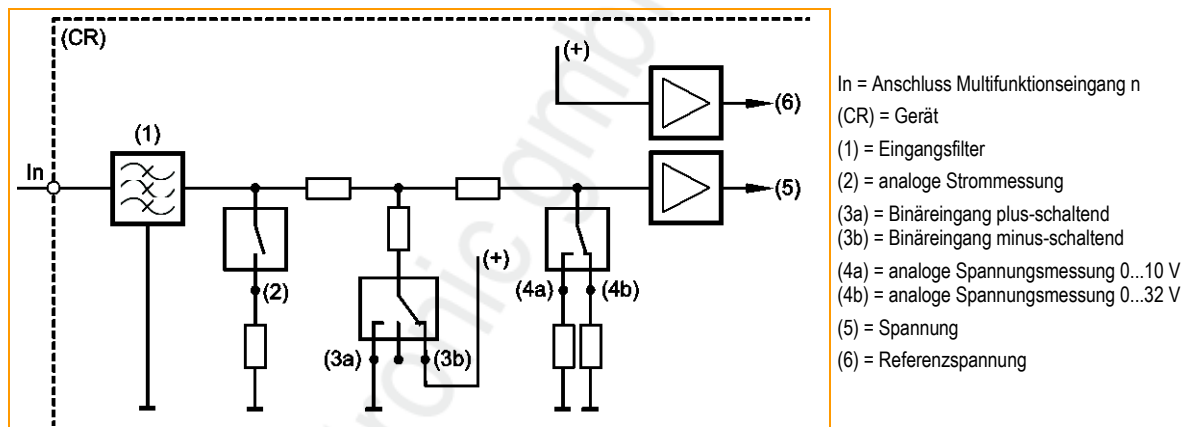 (CR)
(+)
(6)
(1)
In
(5)
(2)
(+)
(4a)
(4b)
(3a)
(3b)
In = Anschluss Multifunktionseingang n
(CR) = Gerät
(1) = Eingangsfilter
(2) = analoge Strommessung
(3a) = Binäreingang plus-schaltend
(3b) = Binäreingang minus-schaltend
(4a) = analoge Spannungsmessung 0...10 V
(4b) = analoge Spannungsmessung 0...32 V
(5) = Spannung
(6) = Referenzspannung
ronic gmbh